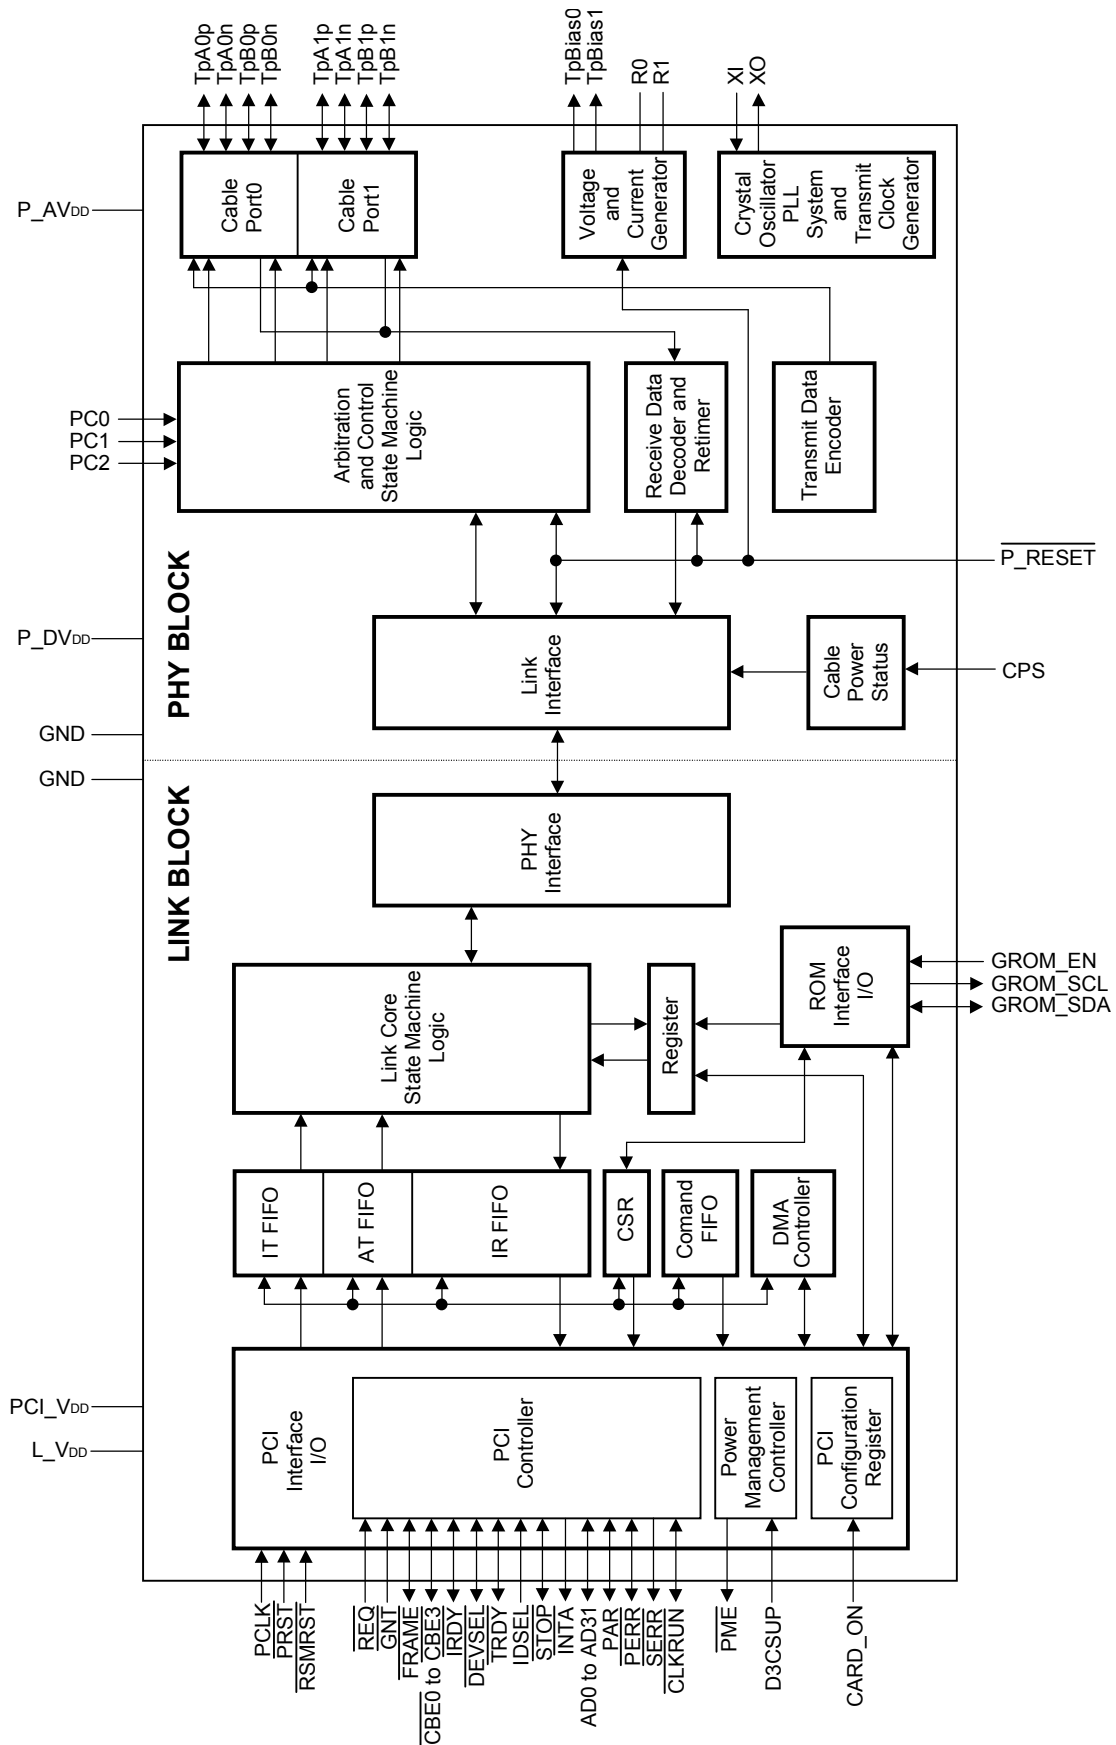 TpA0p
TpA0n
TpB0p
TpB0n
TpA1p
TpA1n
TpB1p
TpB1n
TpBias0
TpBias1
R0
R1
XI
XO
P_AVDD
Cable
Port0
Cable
Port1
Voltage
and
Current
Generator
Crystal
Oscillator
PLL
System
and
Transmit
Clock
Generator
PC0
PC1
PC2
Arbitration
and Control
State Machine
Logic
Receive Data
Decoder and
Retimer
Transmit Data
Encoder
P_RESET
PHY BLOCK
P_DVDD
Link
Interface
Cable
Power
Status
CPS
GND
GND
LINK BLOCK
PHY
Interface
Link Core
State Machine
Logic
Register
ROM
Interface
I/O
GROM_EN
GROM_SCL
GROM_SDA
IT FIFO
AT FIFO
IR FIFO
CSR
Comand
FIFO
DMA
Controller
PCI_VDD
L_VDD
PCI
Interface
I/O
PCI
Controller
Power
Management
Controller
PCI
Configuration
Register
PCLK
PRST
RSMRST
REQ
GNT
FRAME
CBE0 to CBE3
IRDY
DEVSEL
TRDY
IDSEL
STOP
INTA
AD0 to AD31
PAR
PERR
SERR
CLKRUN
PME
D3CSUP
CARD_ON